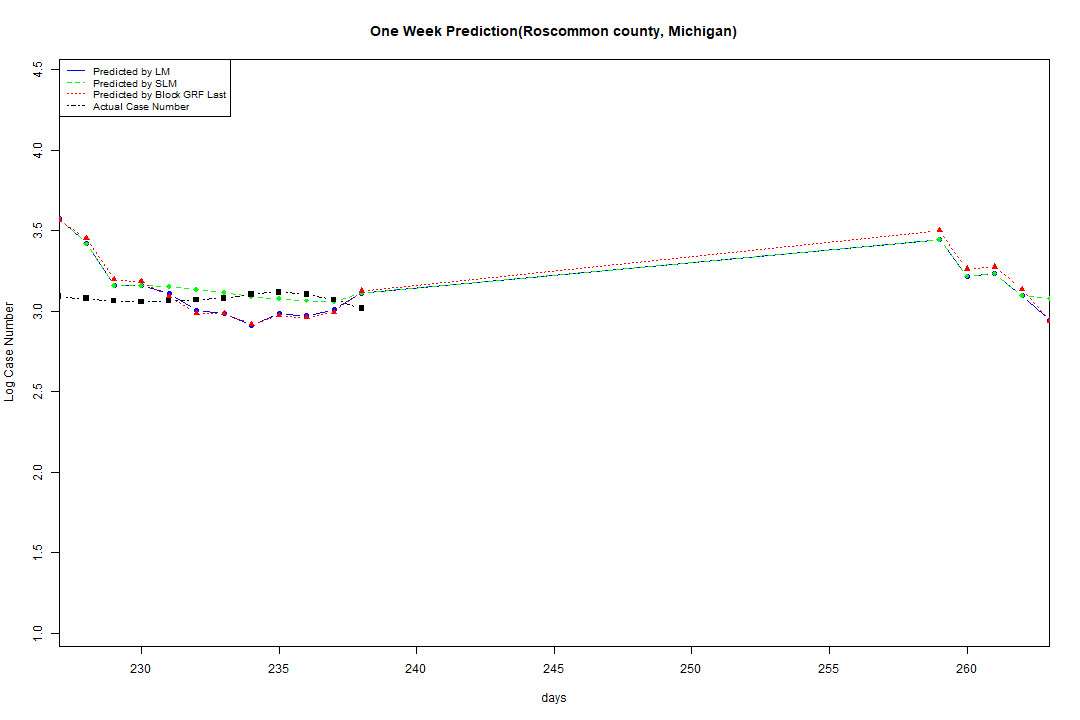 One Week Prediction(Roscommon county, Michigan)
Predicted by LM
Predicted by SLM
Predicted by Block GRF Last
Actual Case Number
4.5
4.0
3.5
3.0
2.5
2.0
1.5
1.0
Log Case Number
230 235 240 245 250 255 260
days